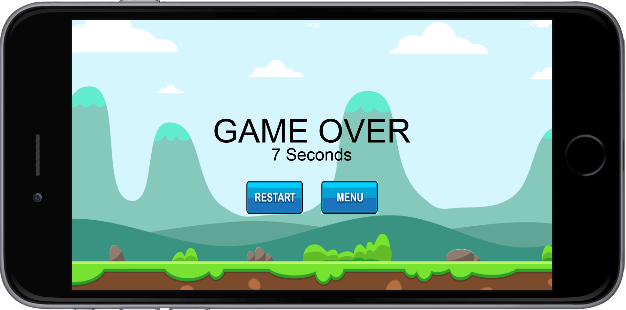 GAME OVER
7 Seconds
RESTART
MENU